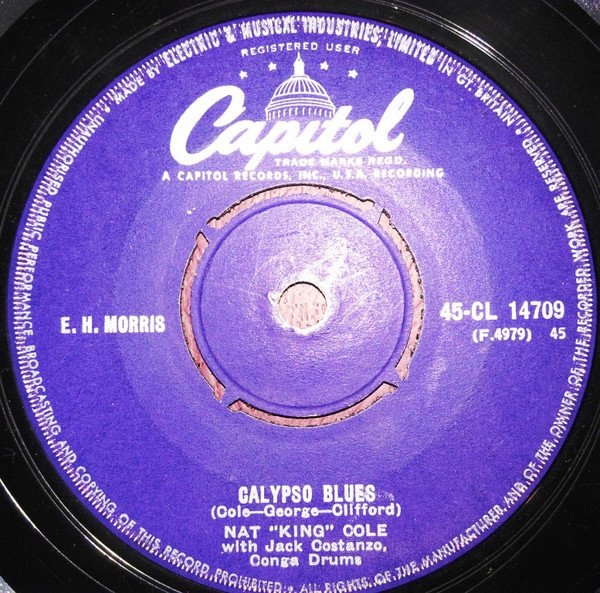 MADE BY ELECTRIC & MUSICAL INDUSTRIES, LIMITED IN GT. BRITAIN • ALL RIGHTS OF THE MANUFACTURER AND OF THE OWNER OF THE RECORDED WORK ARE RESERVED • UNAUTHORISED PUBLIC PERFORMANCE, BROADCASTING AND COPYING OF THIS RECORD PROHIBITED •
REGISTERED USER
Capitol
TRADE MARKS REGD.
A CAPITOL RECORDS, INC., U.S.A. RECORDING
E. H. MORRIS
45-CL 14709
(F.4979) 45
CALYPSO BLUES
(Cole—George—Clifford)
NAT "KING" COLE
with Jack Costanzo,
Conga Drums